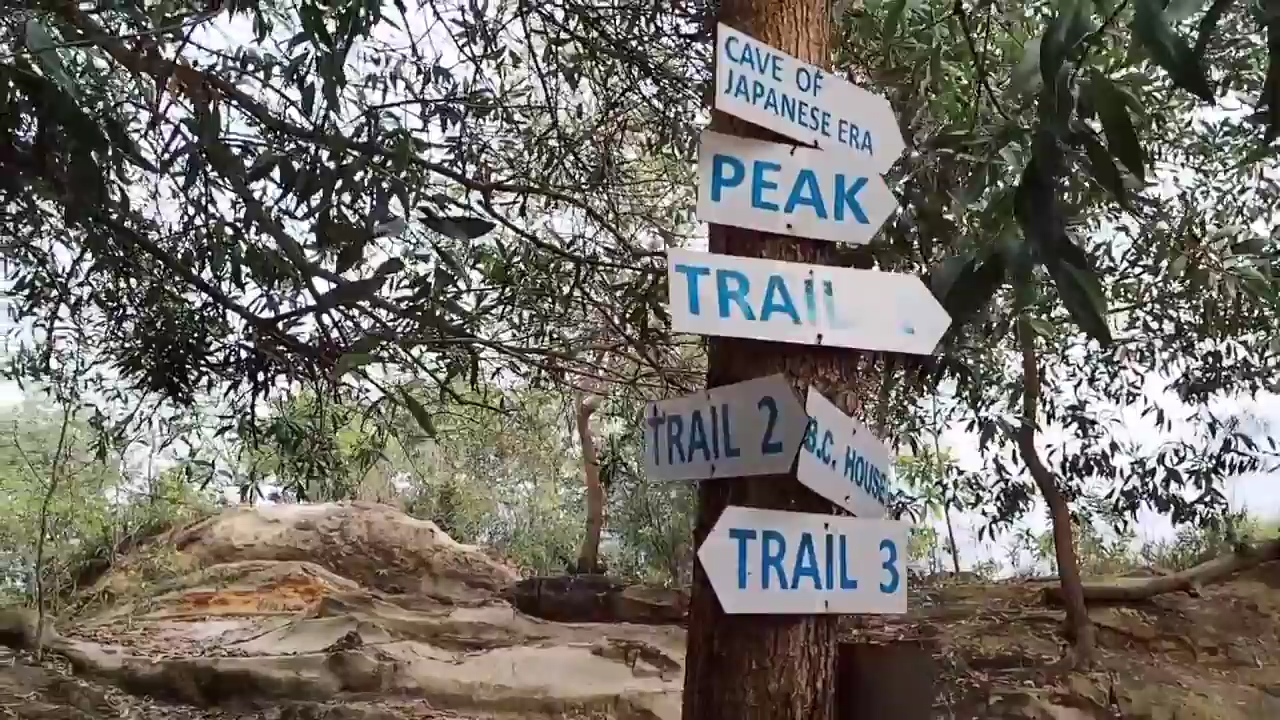 CAVE OF
JAPANESE ERA
PEAK
TRAIL
TRAIL 2
B.C. HOUSE
TRAIL 3